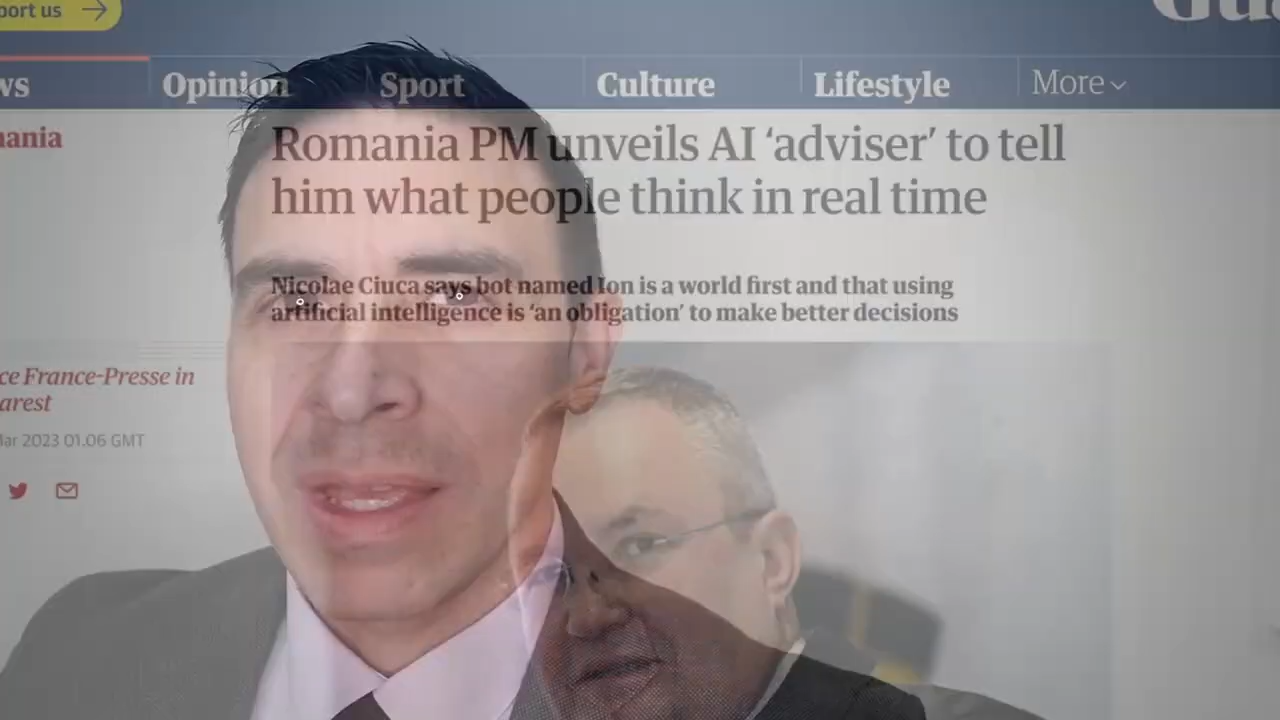 port us
Gua
ws
Opinion
Sport
Culture
Lifestyle
More
ania
Romania PM unveils AI ‘adviser’ to tell
him what people think in real time
Nicolae Ciuca says bot named Ion is a world first and that using
artificial intelligence is ‘an obligation’ to make better decisions
ce France-Presse in
arest
Mar 2023 01.06 GMT